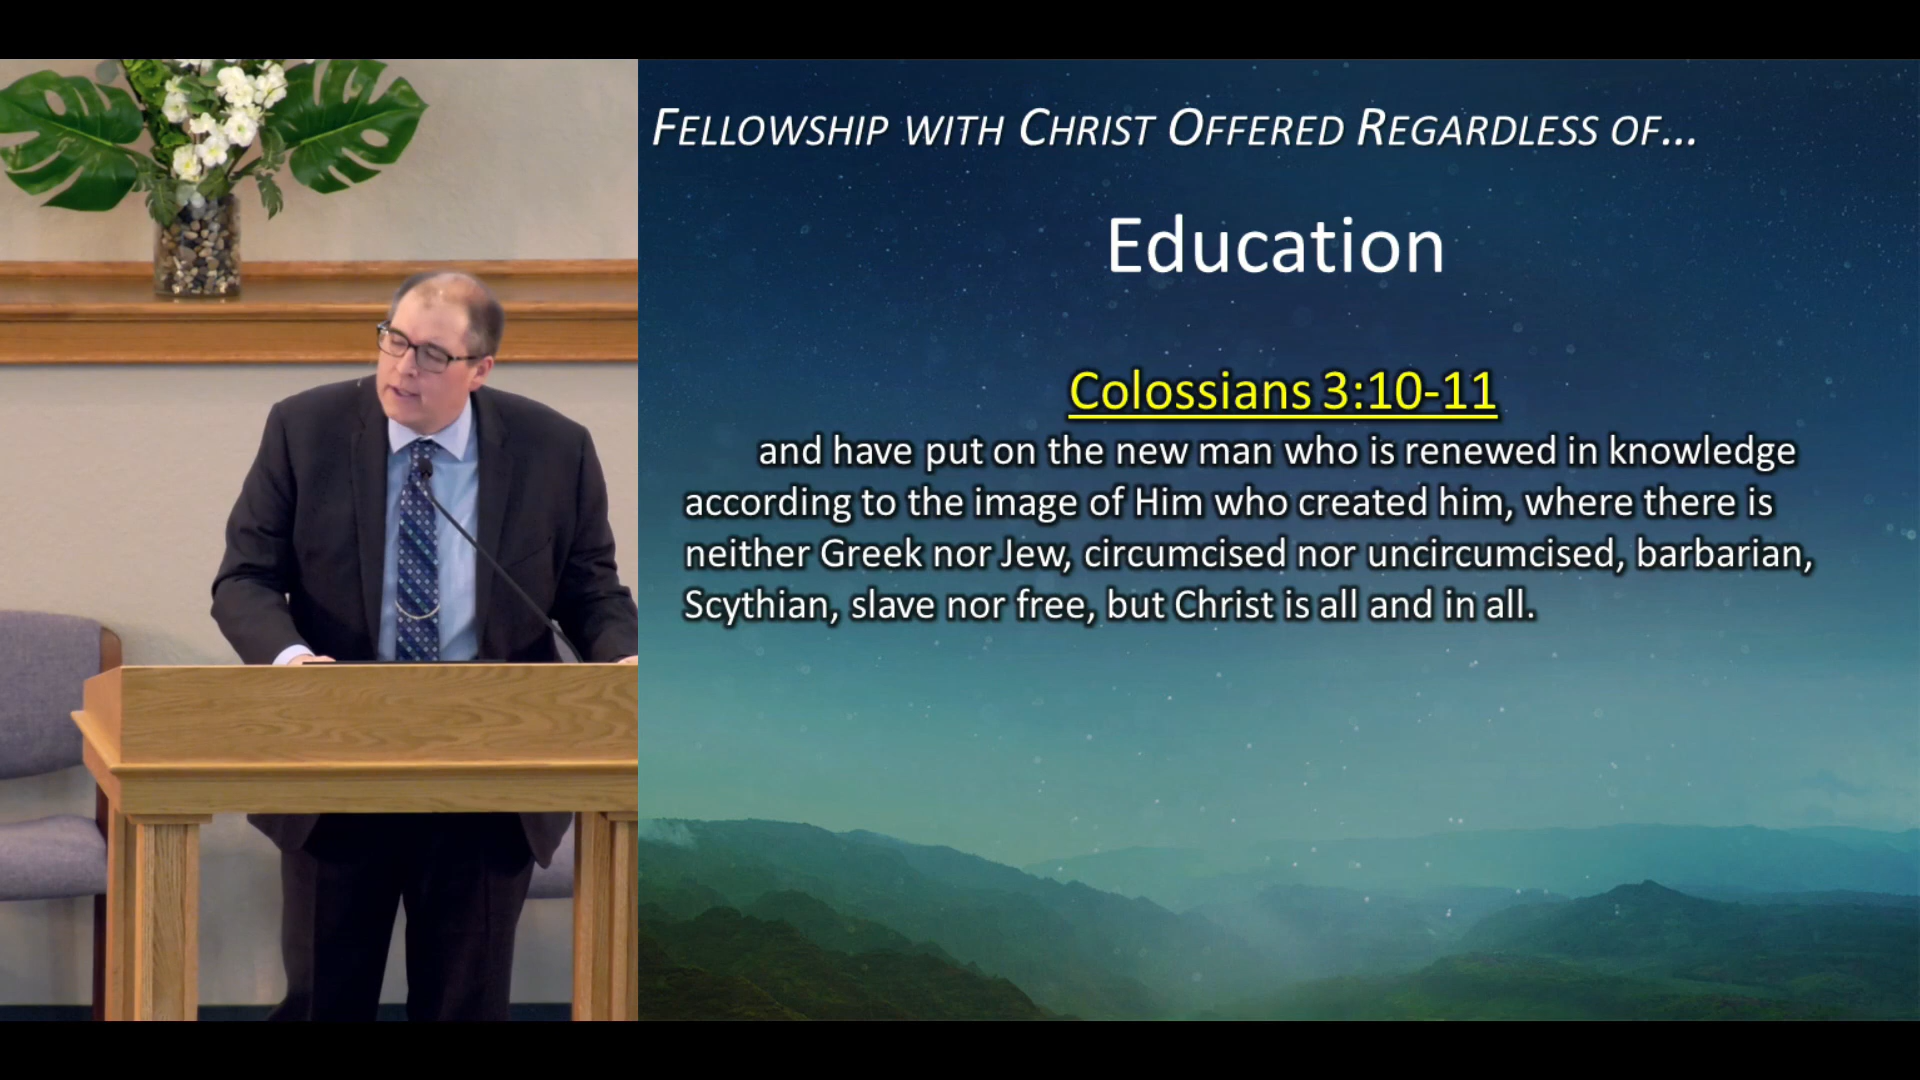 FELLOWSHIP WITH CHRIST OFFERED REGARDLESS OF...
Education
Colossians 3:10-11
and have put on the new man who is renewed in knowledge
according to the image of Him who created him, where there is
neither Greek nor Jew, circumcised nor uncircumcised, barbarian,
Scythian, slave nor free, but Christ is all and in all.